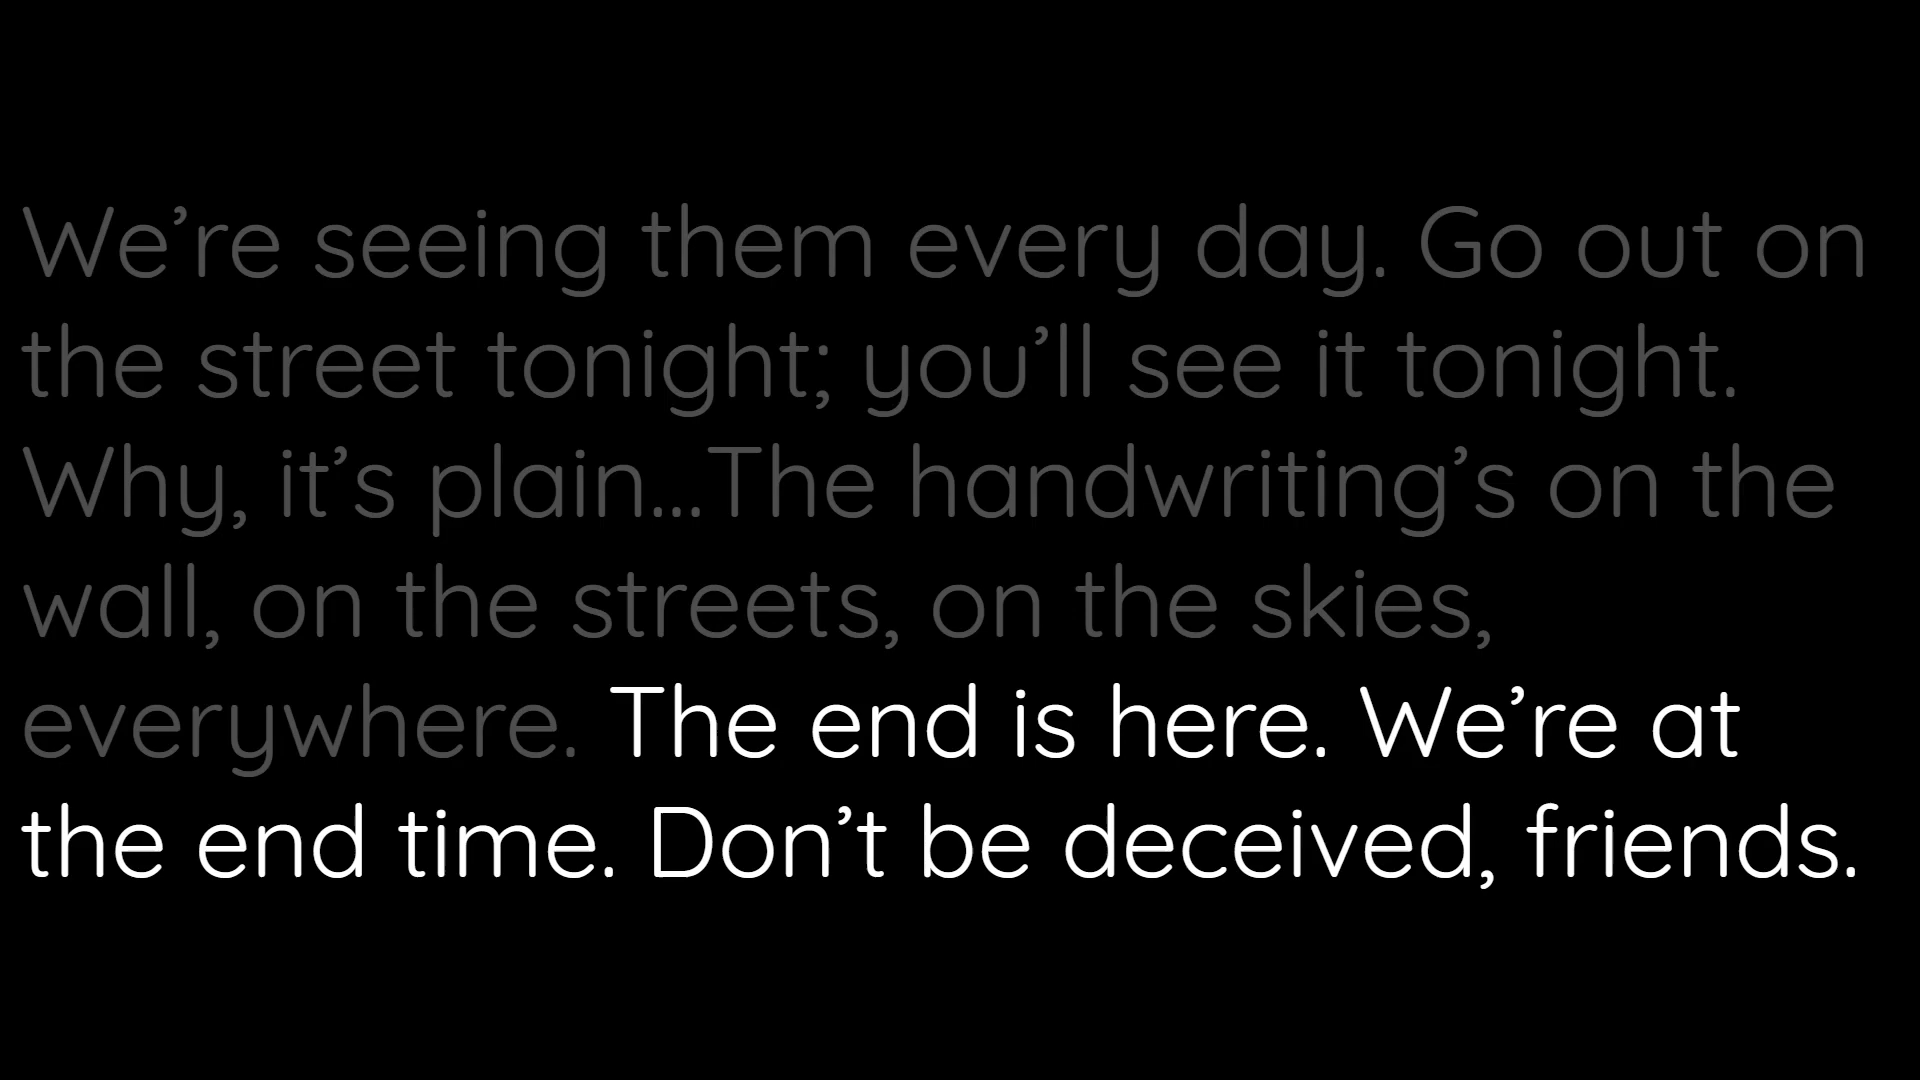 We’re seeing them every day. Go out on
the street tonight; you’ll see it tonight.
Why, it’s plain...The handwriting’s on the
wall, on the streets, on the skies,
everywhere. The end is here. We’re at
the end time. Don’t be deceived, friends.